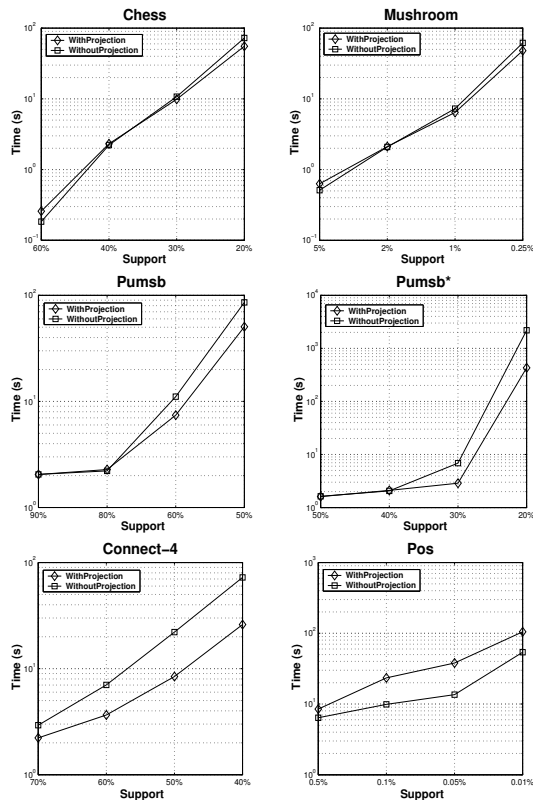 Chess
WithProjection
WithoutProjection
Time (s)
10^2
10^1
10^0
10^-1
60%
40%
30%
20%
Support
Mushroom
WithProjection
WithoutProjection
Time (s)
10^2
10^1
10^0
10^-1
5%
2%
1%
0.25%
Support
Pumsb
WithProjection
WithoutProjection
Time (s)
10^2
10^1
10^0
90%
80%
60%
50%
Support
Pumsb*
WithProjection
WithoutProjection
Time (s)
10^4
10^3
10^2
10^1
10^0
50%
40%
30%
20%
Support
Connect−4
WithProjection
WithoutProjection
Time (s)
10^2
10^1
10^0
70%
60%
50%
40%
Support
Pos
WithProjection
WithoutProjection
Time (s)
10^3
10^2
10^1
10^0
0.5%
0.1%
0.05%
0.01%
Support